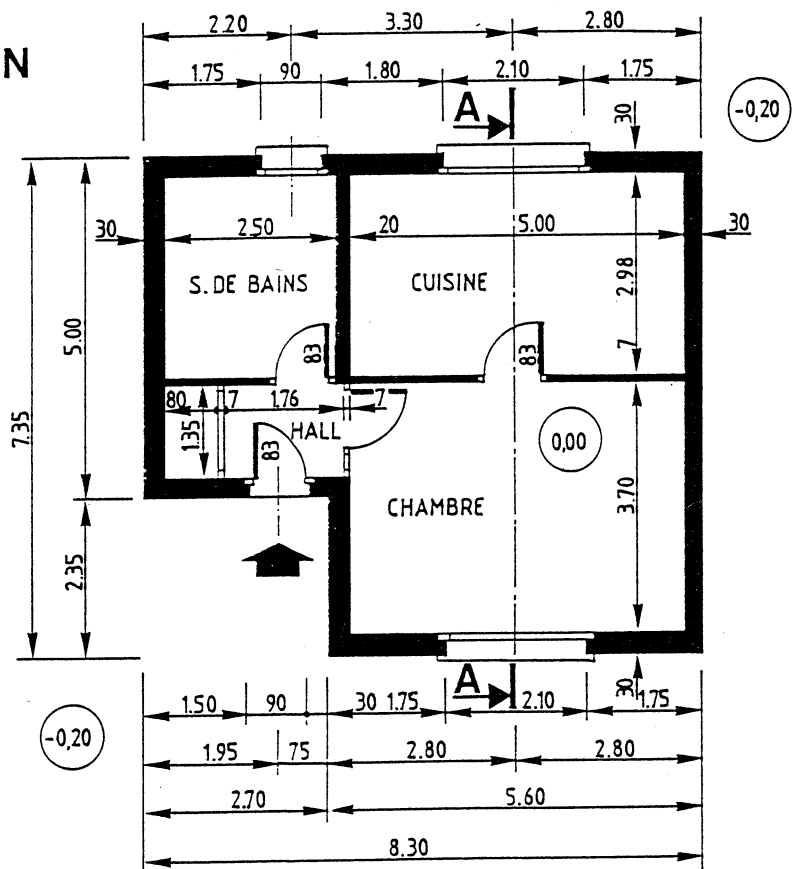 2.20 3.30 2.80
N
1.75 90 1.80 2.10 1.75
A 30 -0,20
30 2.50 20 5.00 30
S. DE BAINS CUISINE 2.98
5.00
83 83 7
7.35
80 7 1.76 7
1.35 HALL 83 0,00
CHAMBRE 3.70
2.35
A 30
1.50 90 30 1.75 2.10 1.75
-0,20
1.95 75 2.80 2.80
2.70 5.60
8.30